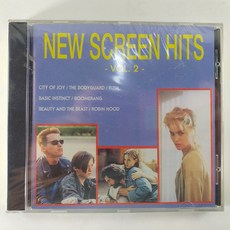 NEW SCREEN HITS
- VOL. 2 -
CITY OF JOY / THE BODYGUARD /
BASIC INSTINCT / BOOMERANG
BEAUTY AND THE BEAST / ROBIN HOOD